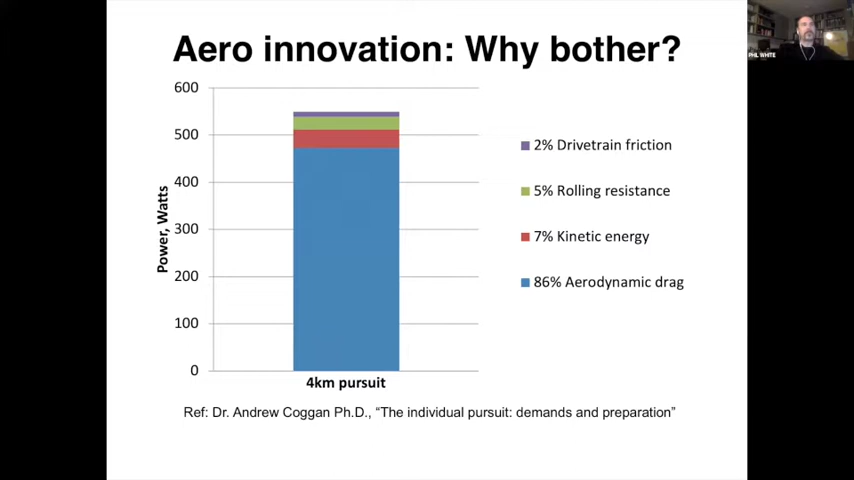 Aero innovation: Why bother?
PHIL WHITE
600
500
400
300
200
100
0
Power, Watts
4km pursuit
2% Drivetrain friction
5% Rolling resistance
7% Kinetic energy
86% Aerodynamic drag
Ref: Dr. Andrew Coggan Ph.D., “The individual pursuit: demands and preparation”